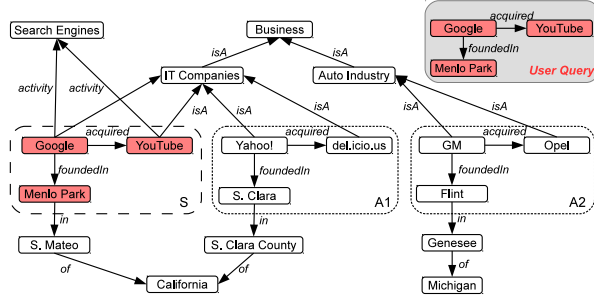 Search Engines
Business
Google
acquired
YouTube
foundedIn
Menlo Park
User Query
isA
isA
IT Companies
Auto Industry
activity
activity
isA
isA
isA
isA
isA
Google
acquired
YouTube
Yahoo!
acquired
del.icio.us
GM
acquired
Opel
foundedIn
foundedIn
foundedIn
Menlo Park
S
S. Clara
A1
Flint
A2
in
in
in
S. Mateo
S. Clara County
Genesee
of
of
of
California
Michigan